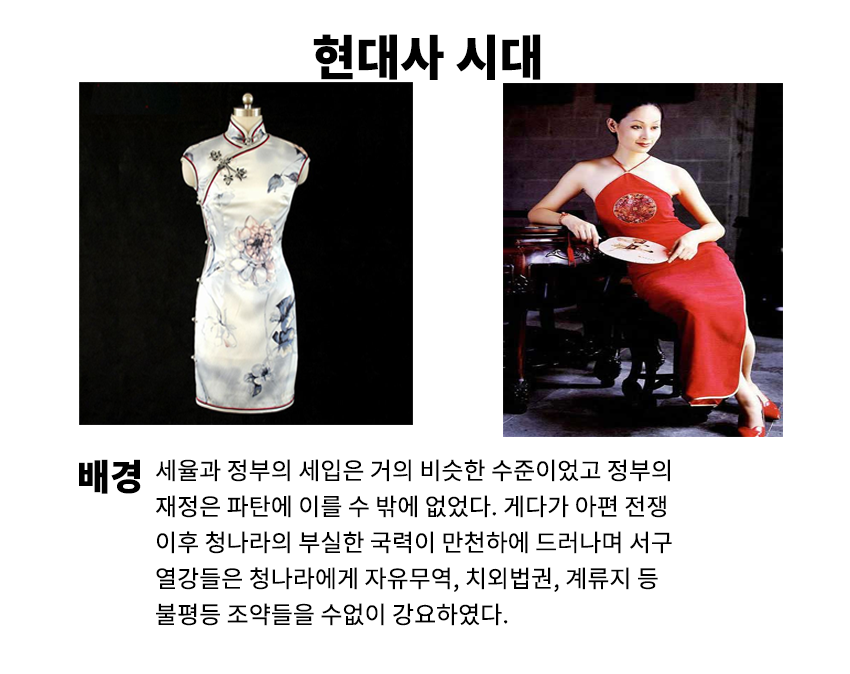 현대사 시대
배경
세율과 정부의 세입은 거의 비슷한 수준이었고 정부의
재정은 파탄에 이를 수 밖에 없었다. 게다가 아편 전쟁
이후 청나라의 부실한 국력이 만천하에 드러나며 서구
열강들은 청나라에게 자유무역, 치외법권, 계류지 등
불평등 조약들을 수없이 강요하였다.